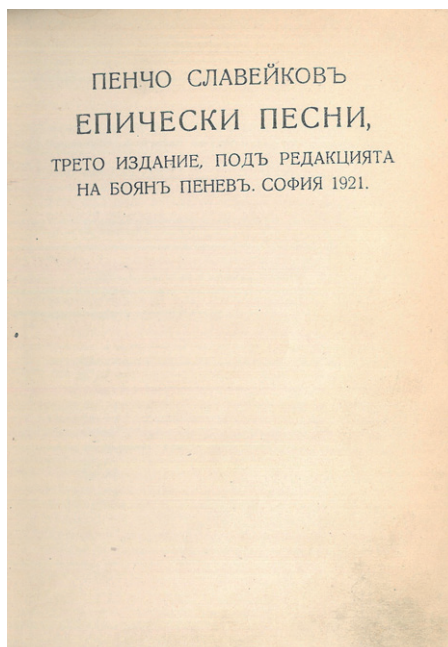 ПЕНЧО СЛАВЕЙКОВЪ
ЕПИЧЕСКИ ПЕСНИ,
ТРЕТО ИЗДАНИЕ, ПОДЪ РЕДАКЦИЯТА
НА БОЯНЪ ПЕНЕВЪ. СОФИЯ 1921.